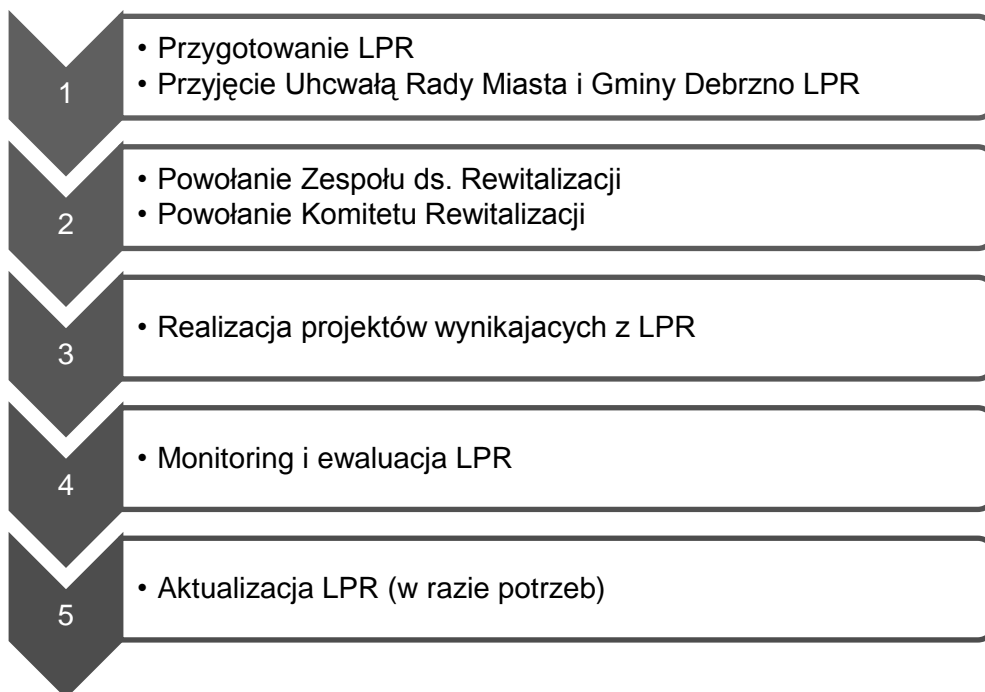 1
• Przygotowanie LPR
• Przyjęcie Uhcwałą Rady Miasta i Gminy Debrzno LPR
2
• Powołanie Zespołu ds. Rewitalizacji
• Powołanie Komitetu Rewitalizacji
3
• Realizacja projektów wynikajacych z LPR
4
• Monitoring i ewaluacja LPR
5
• Aktualizacja LPR (w razie potrzeb)